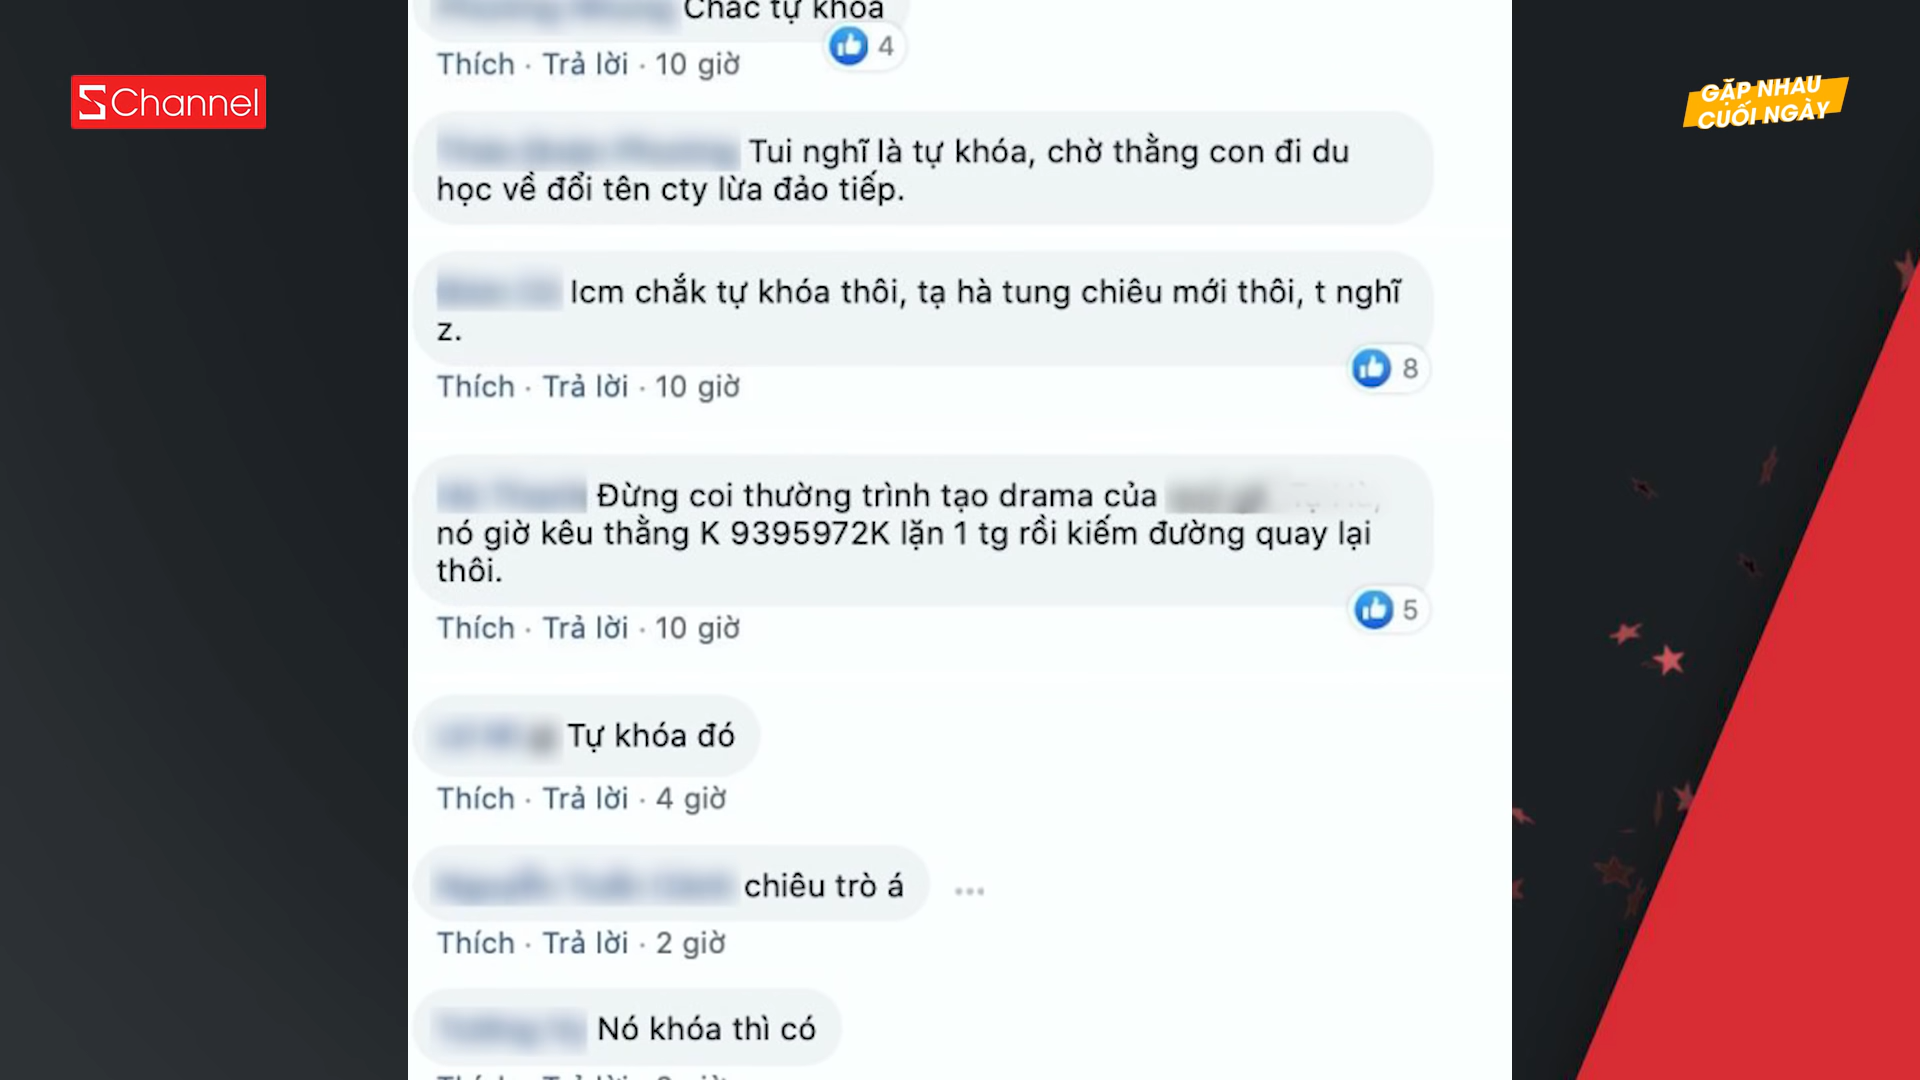 Chắc tự khóa
4
Thích · Trả lời · 10 giờ
SChannel
GẶP NHAU
CUỐI NGÀY
Tui nghĩ là tự khóa, chờ thằng con đi du
học về đổi tên cty lừa đảo tiếp.
lcm chắk tự khóa thôi, tạ hà tung chiêu mới thôi, t nghĩ
z.
8
Thích · Trả lời · 10 giờ
Đừng coi thường trình tạo drama của
nó giờ kêu thằng K 9395972K lặn 1 tg rồi kiếm đường quay lại
thôi.
5
Thích · Trả lời · 10 giờ
Tự khóa đó
Thích · Trả lời · 4 giờ
chiêu trò á
Thích · Trả lời · 2 giờ
Nó khóa thì có